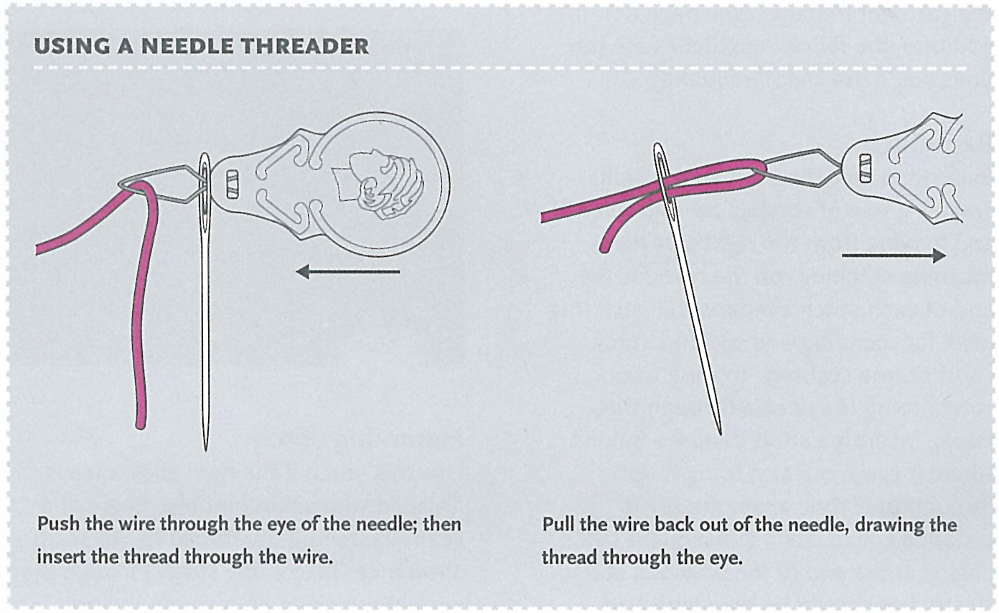 USING A NEEDLE THREADER
Push the wire through the eye of the needle; then
insert the thread through the wire.
Pull the wire back out of the needle, drawing the
thread through the eye.